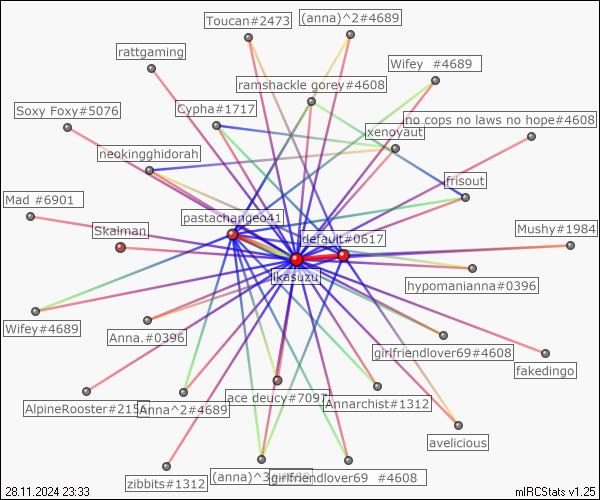 Toucan#2473
(anna)^2#4689
rattgaming
Wifey  #4689
ramshackle gorey#4608
Soxy Foxy#5076
Cypha#1717
no cops no laws no hope#4608
xenoyaut
neokingghidorah
frisout
Mad #6901
pastachangeo41
Skaiman
default#0617
Mushy#1984
likasuzu
hypomanianna#0396
Wifey#4689
Anna.#0396
girlfriendlover69#4608
fakedingo
AlpineRooster#215
Anna^2#4689
ace deucy#7097
Annarchist#1312
avelicious
zibbits#1312
(anna)^3
girlfriendlover69  #4608
28.11.2024 23:33
mIRCStats v1.25